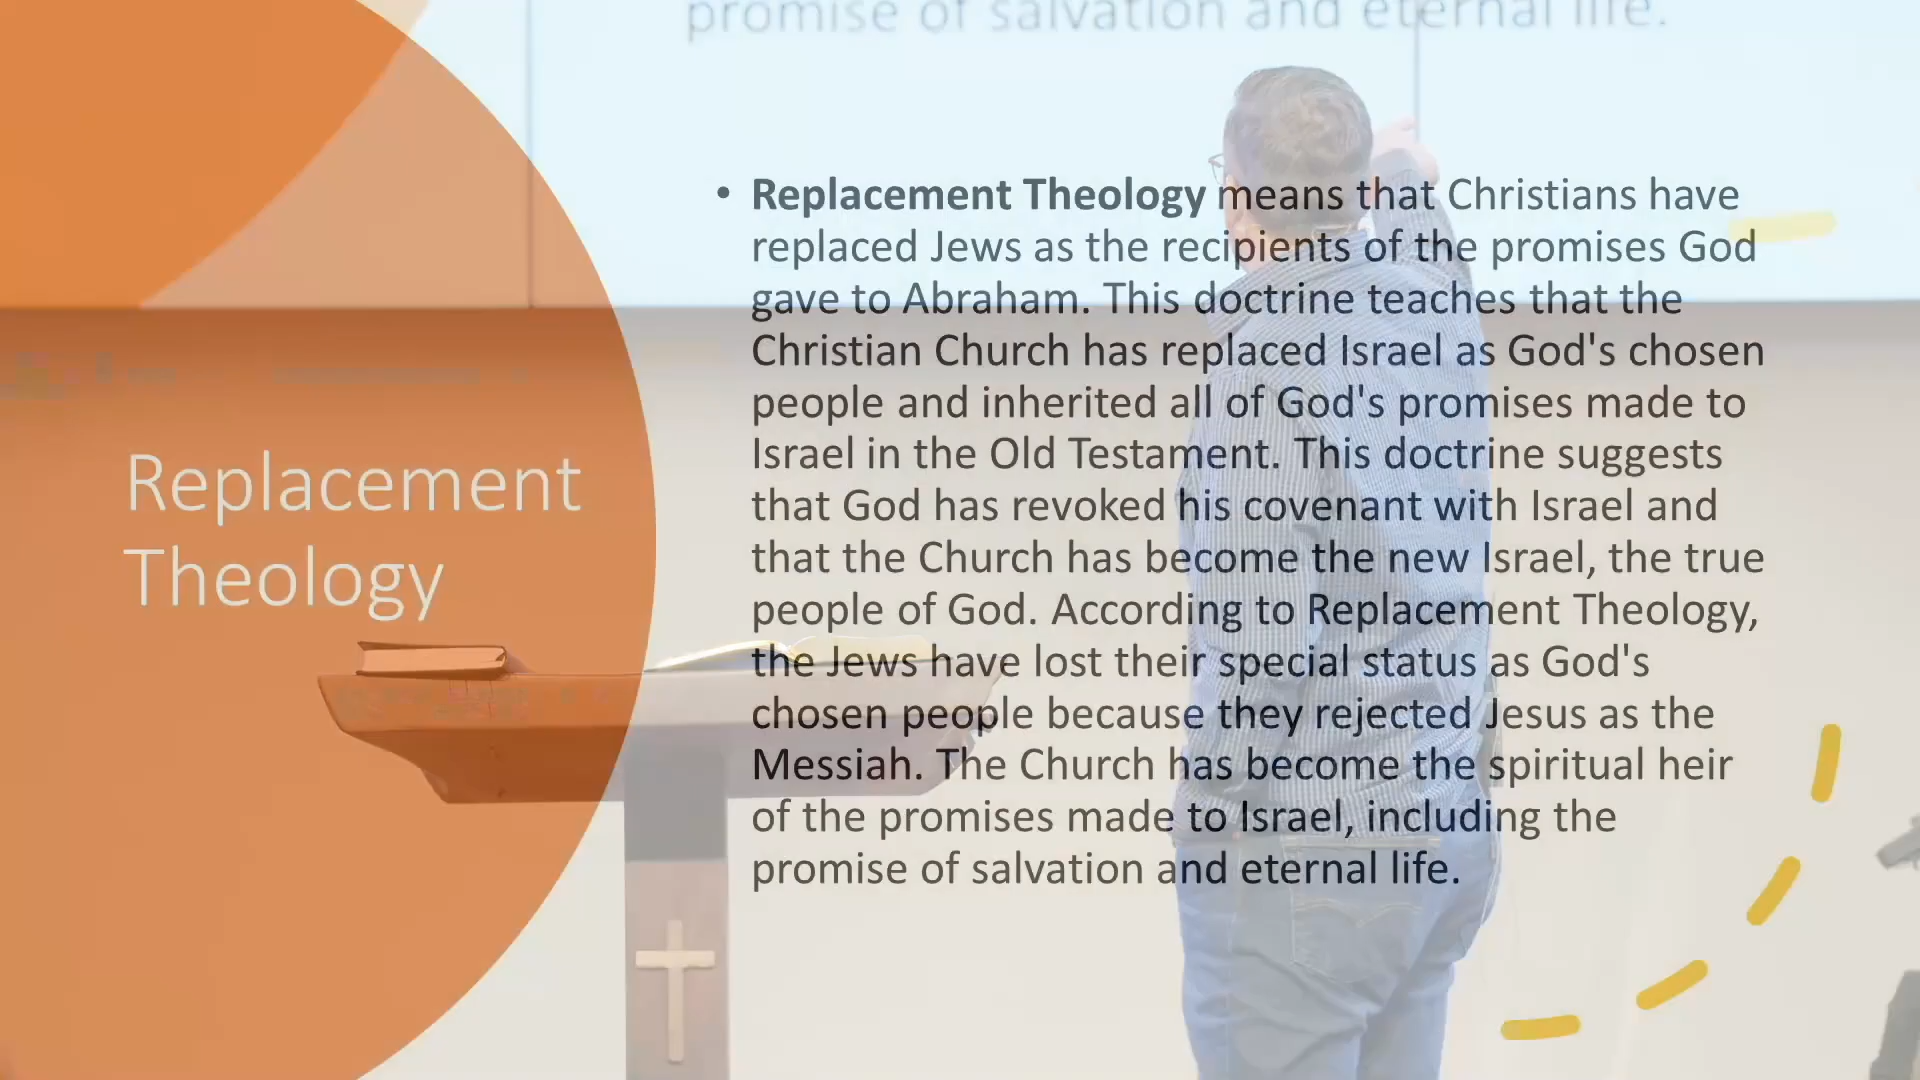 promise of salvation and eternal life.
Replacement
Theology
• Replacement Theology means that Christians have
replaced Jews as the recipients of the promises God
gave to Abraham. This doctrine teaches that the
Christian Church has replaced Israel as God's chosen
people and inherited all of God's promises made to
Israel in the Old Testament. This doctrine suggests
that God has revoked his covenant with Israel and
that the Church has become the new Israel, the true
people of God. According to Replacement Theology,
the Jews have lost their special status as God's
chosen people because they rejected Jesus as the
Messiah. The Church has become the spiritual heir
of the promises made to Israel, including the
promise of salvation and eternal life.